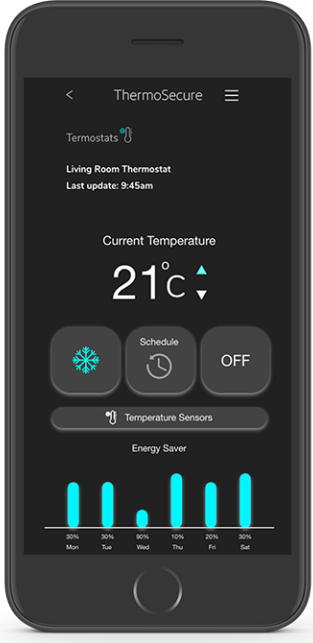 < ThermoSecure
Termostats
Living Room Thermostat
Last update: 9:45am
Current Temperature
21°c
Schedule
OFF
Temperature Sensors
Energy Saver
30% 30% 90% 10% 20% 30%
Mon Tue Wed Thu Fri Sat